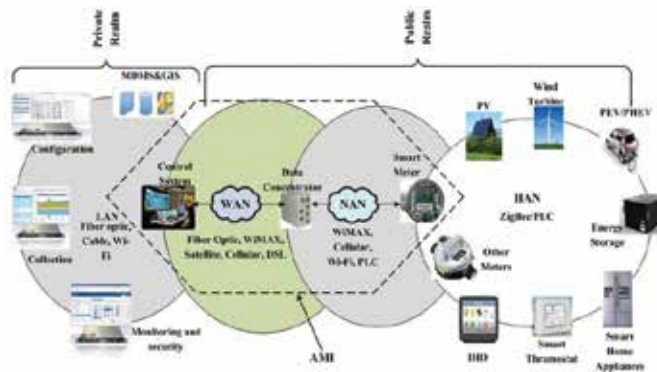 Private
Realm
Public
Realm
MDMS&GIS
Configuration
Collection
LAN
Fiber optic,
Cable, Wi-
Fi
Monitoring and
security
Control
System
WAN
Fiber Optic, WiMAX,
Satellite, Cellular, DSL
Data
Concentrator
NAN
WiMAX,
Cellular,
Wi-Fi, PLC
Smart
Meter
AMI
PV
Wind
Turbine
PEV/PHEV
HAN
ZigBee/PLC
Energy
Storage
Other
Meters
IHD
Smart
Thramostat
Smart
Home
Appliances